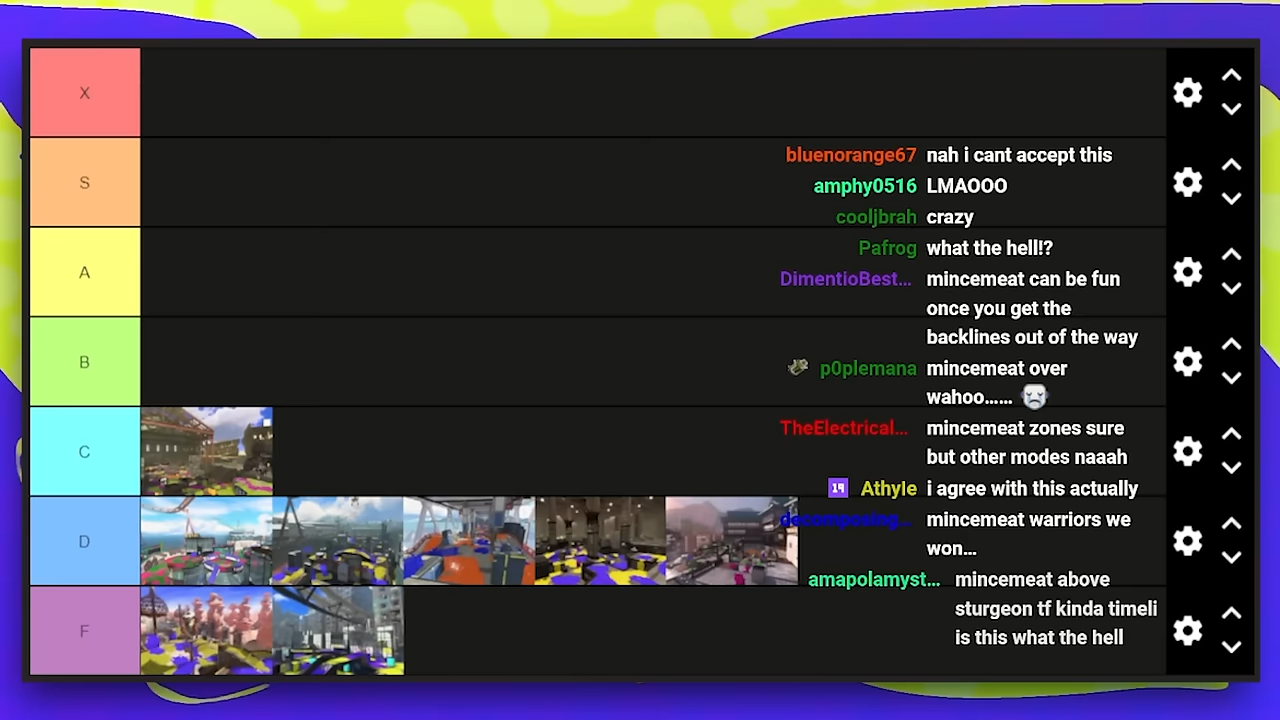 X
S
bluenorange67 nah i cant accept this
amphy0516 LMAOOO
cooljbrah crazy
A
Pafrog what the hell!?
DimentioBest... mincemeat can be fun
once you get the
backlines out of the way
B
p0plemana mincemeat over
wahoo......
C
TheElectrical... mincemeat zones sure
but other modes naaah
19 Athyle i agree with this actually
D
decomposing... mincemeat warriors we
won...
amapolamyst... mincemeat above
F
sturgeon tf kinda timeli
is this what the hell